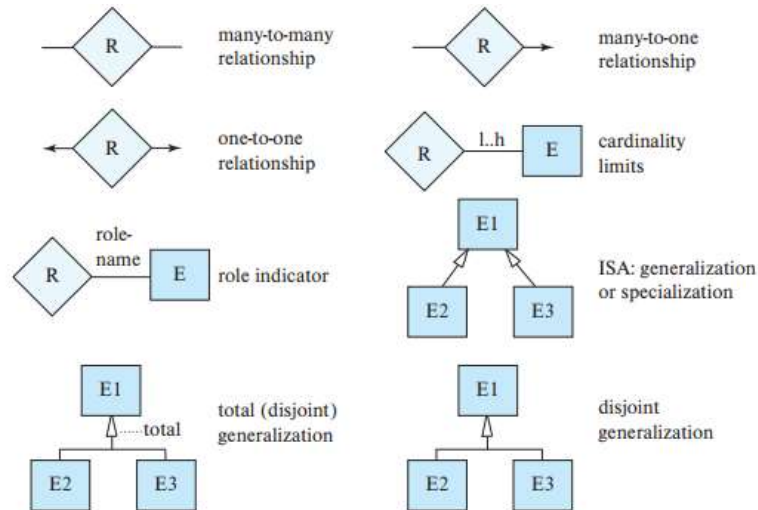 R
many-to-many
relationship
R
many-to-one
relationship
R
one-to-one
relationship
R
l..h
E
cardinality
limits
R
role-
name
E
role indicator
E1
E2
E3
ISA: generalization
or specialization
E1
total
E2
E3
total (disjoint)
generalization
E1
E2
E3
disjoint
generalization